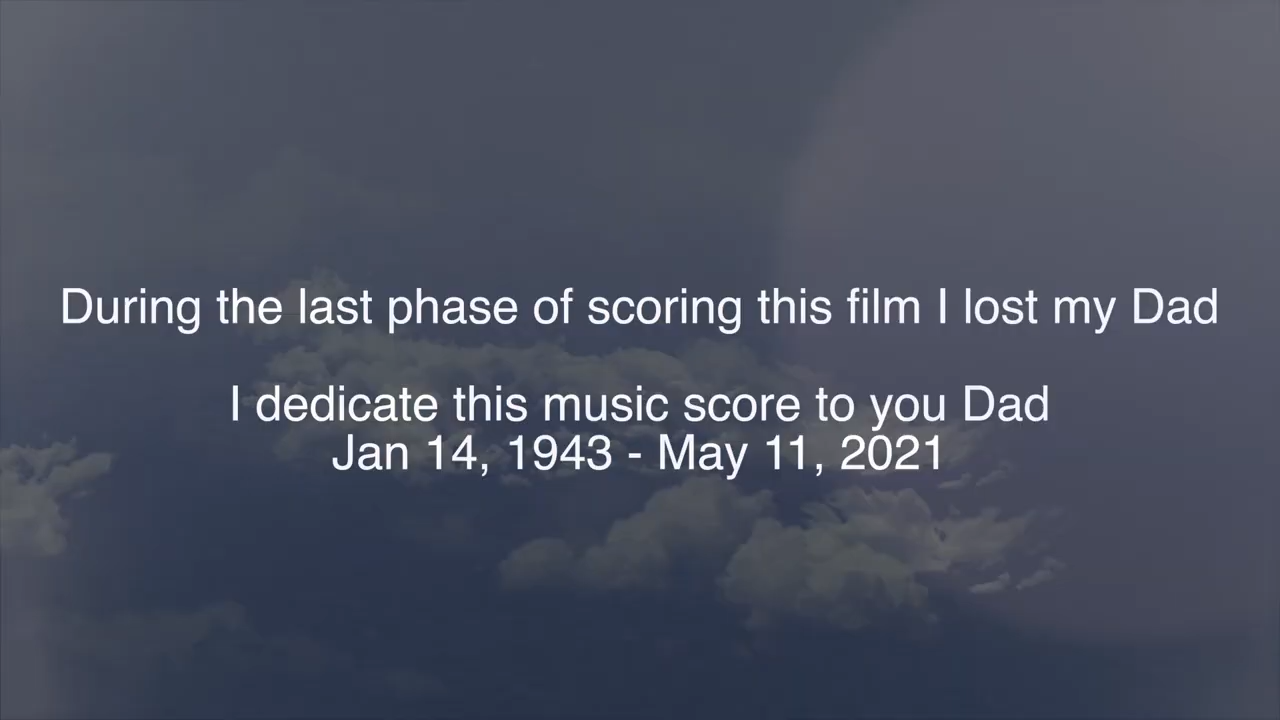 During the last phase of scoring this film I lost my Dad
I dedicate this music score to you Dad
Jan 14, 1943 - May 11, 2021